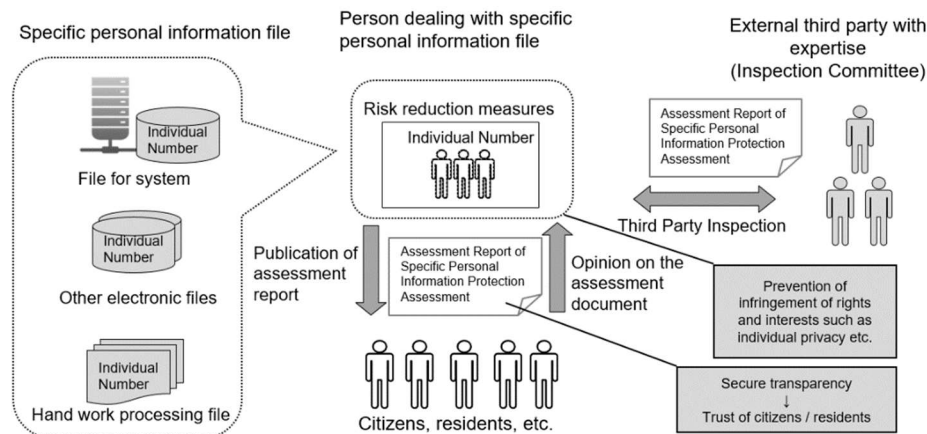 Specific personal information file
Individual
Number
File for system
Individual
Number
Other electronic files
Individual
Number
Hand work processing file
Person dealing with specific
personal information file
Risk reduction measures
Individual Number
Publication of
assessment
report
Assessment Report of
Specific Personal
Information Protection
Assessment
Opinion on the
assessment
document
Citizens, residents, etc.
External third party with
expertise
(Inspection Committee)
Assessment Report of
Specific Personal
Information Protection
Assessment
Third Party Inspection
Prevention of
infringement of rights
and interests such as
individual privacy etc.
Secure transparency
↓
Trust of citizens / residents